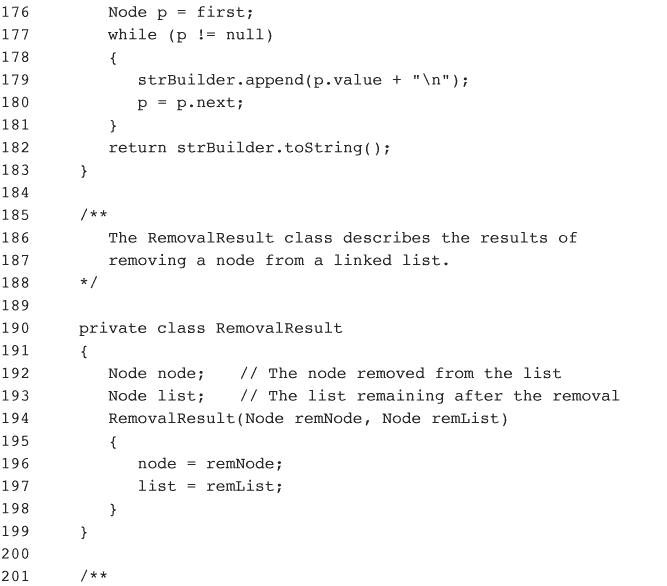 176        Node p = first;
177        while (p != null)
178        {
179           strBuilder.append(p.value + "\n");
180           p = p.next;
181        }
182        return strBuilder.toString();
183     }
184
185     /**
186        The RemovalResult class describes the results of
187        removing a node from a linked list.
188     */
189
190     private class RemovalResult
191     {
192        Node node;    // The node removed from the list
193        Node list;    // The list remaining after the removal
194        RemovalResult(Node remNode, Node remList)
195        {
196           node = remNode;
197           list = remList;
198        }
199     }
200
201     /**